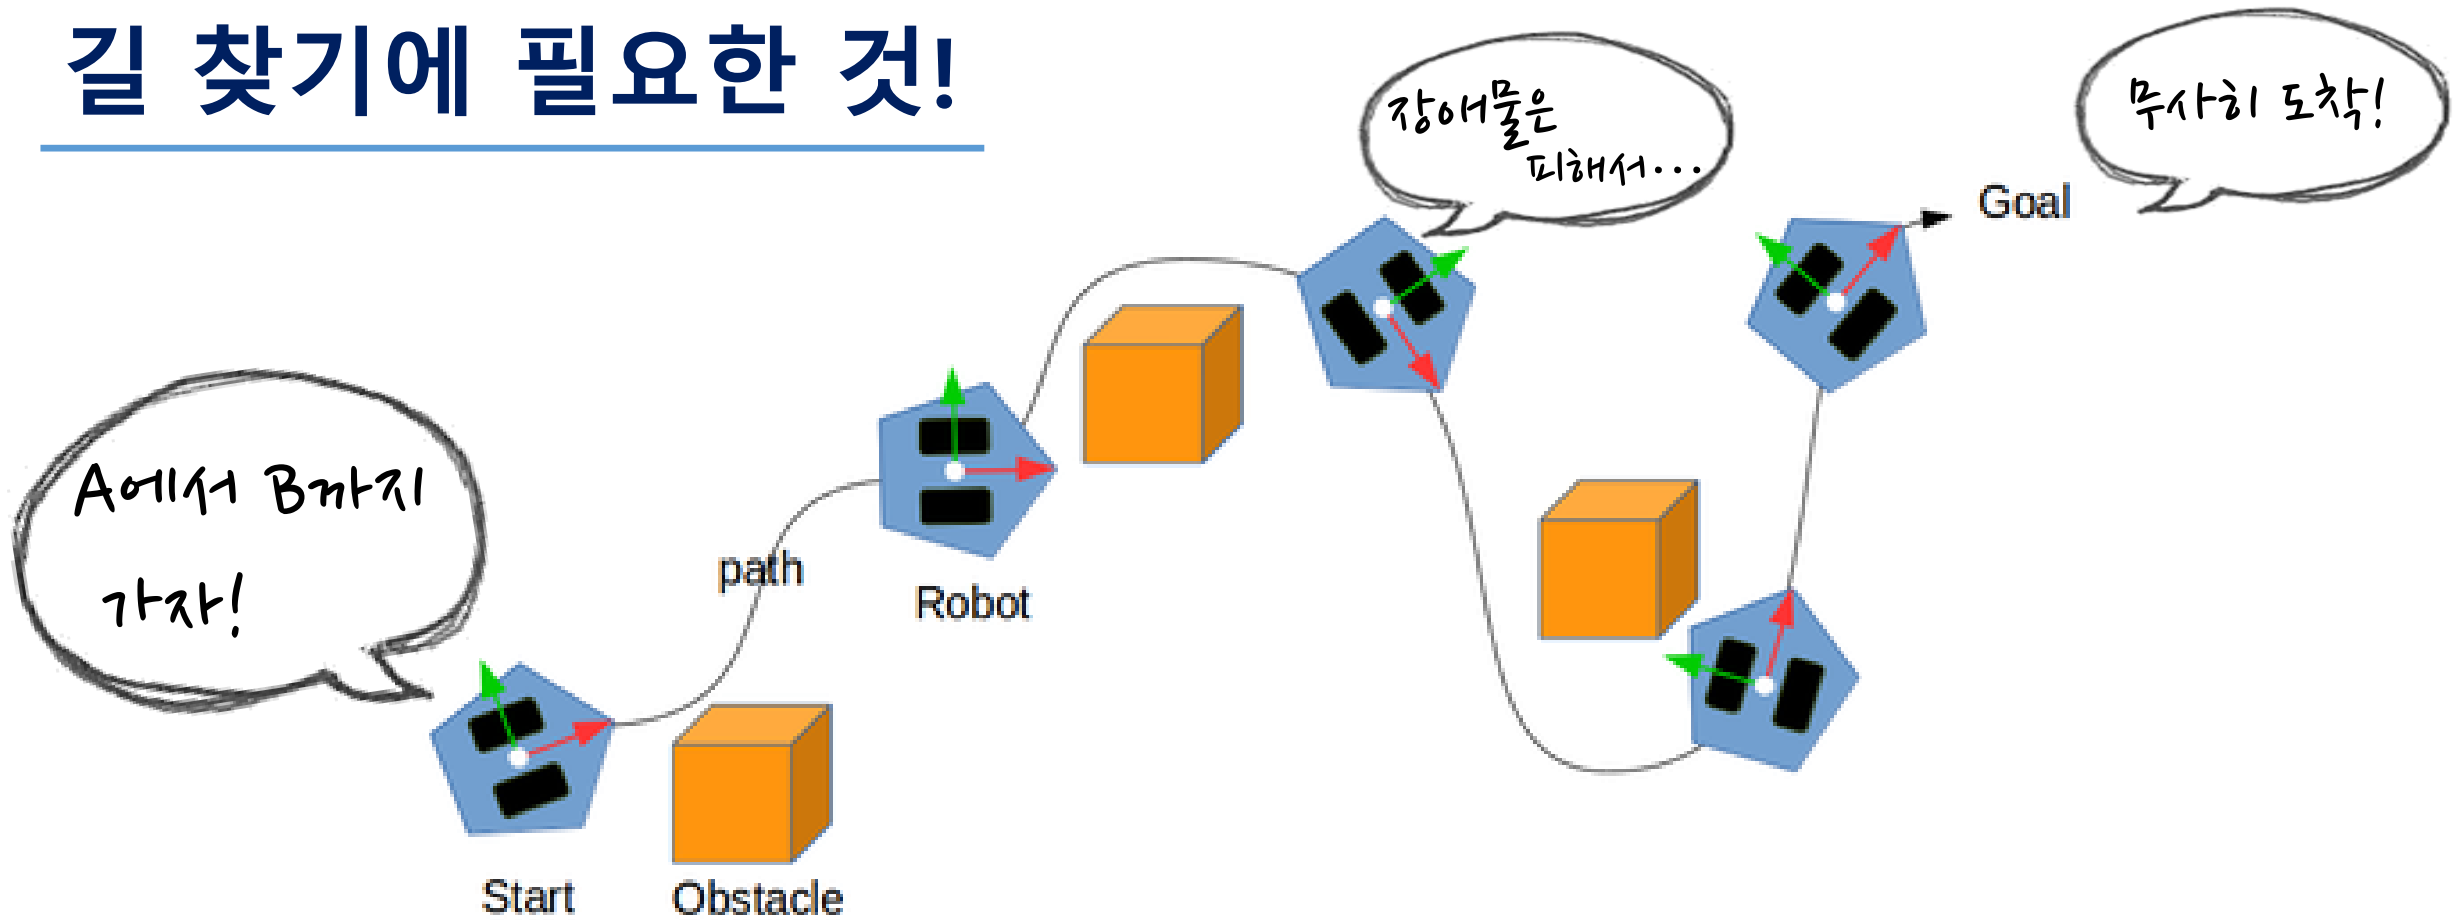 길 찾기에 필요한 것!
장애물은
피해서...
무사히 도착!
Goal
A에서 B까지
가자!
path
Robot
Start
Obstacle